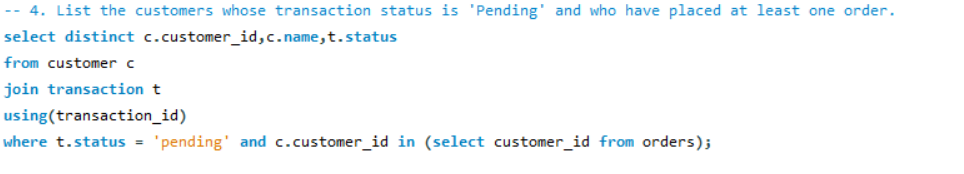 -- 4. List the customers whose transaction status is 'Pending' and who have placed at least one order.
select distinct c.customer_id,c.name,t.status
from customer c
join transaction t
using(transaction_id)
where t.status = 'pending' and c.customer_id in (select customer_id from orders);